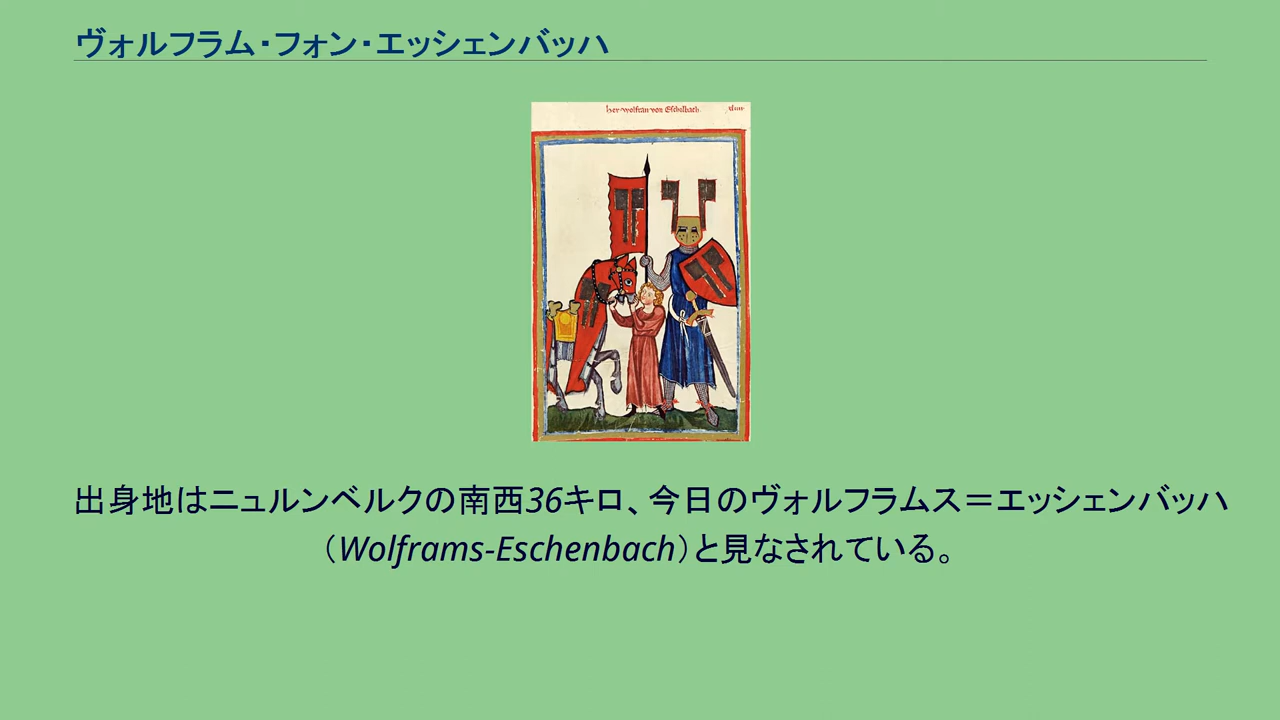 ヴォルフラム・フォン・エッシェンバッハ
her wolfran von Eschelbach.
出身地はニュルンベルクの南西36キロ、今日のヴォルフラムス＝エッシェンバッハ
（Wolframs-Eschenbach）と見なされている。